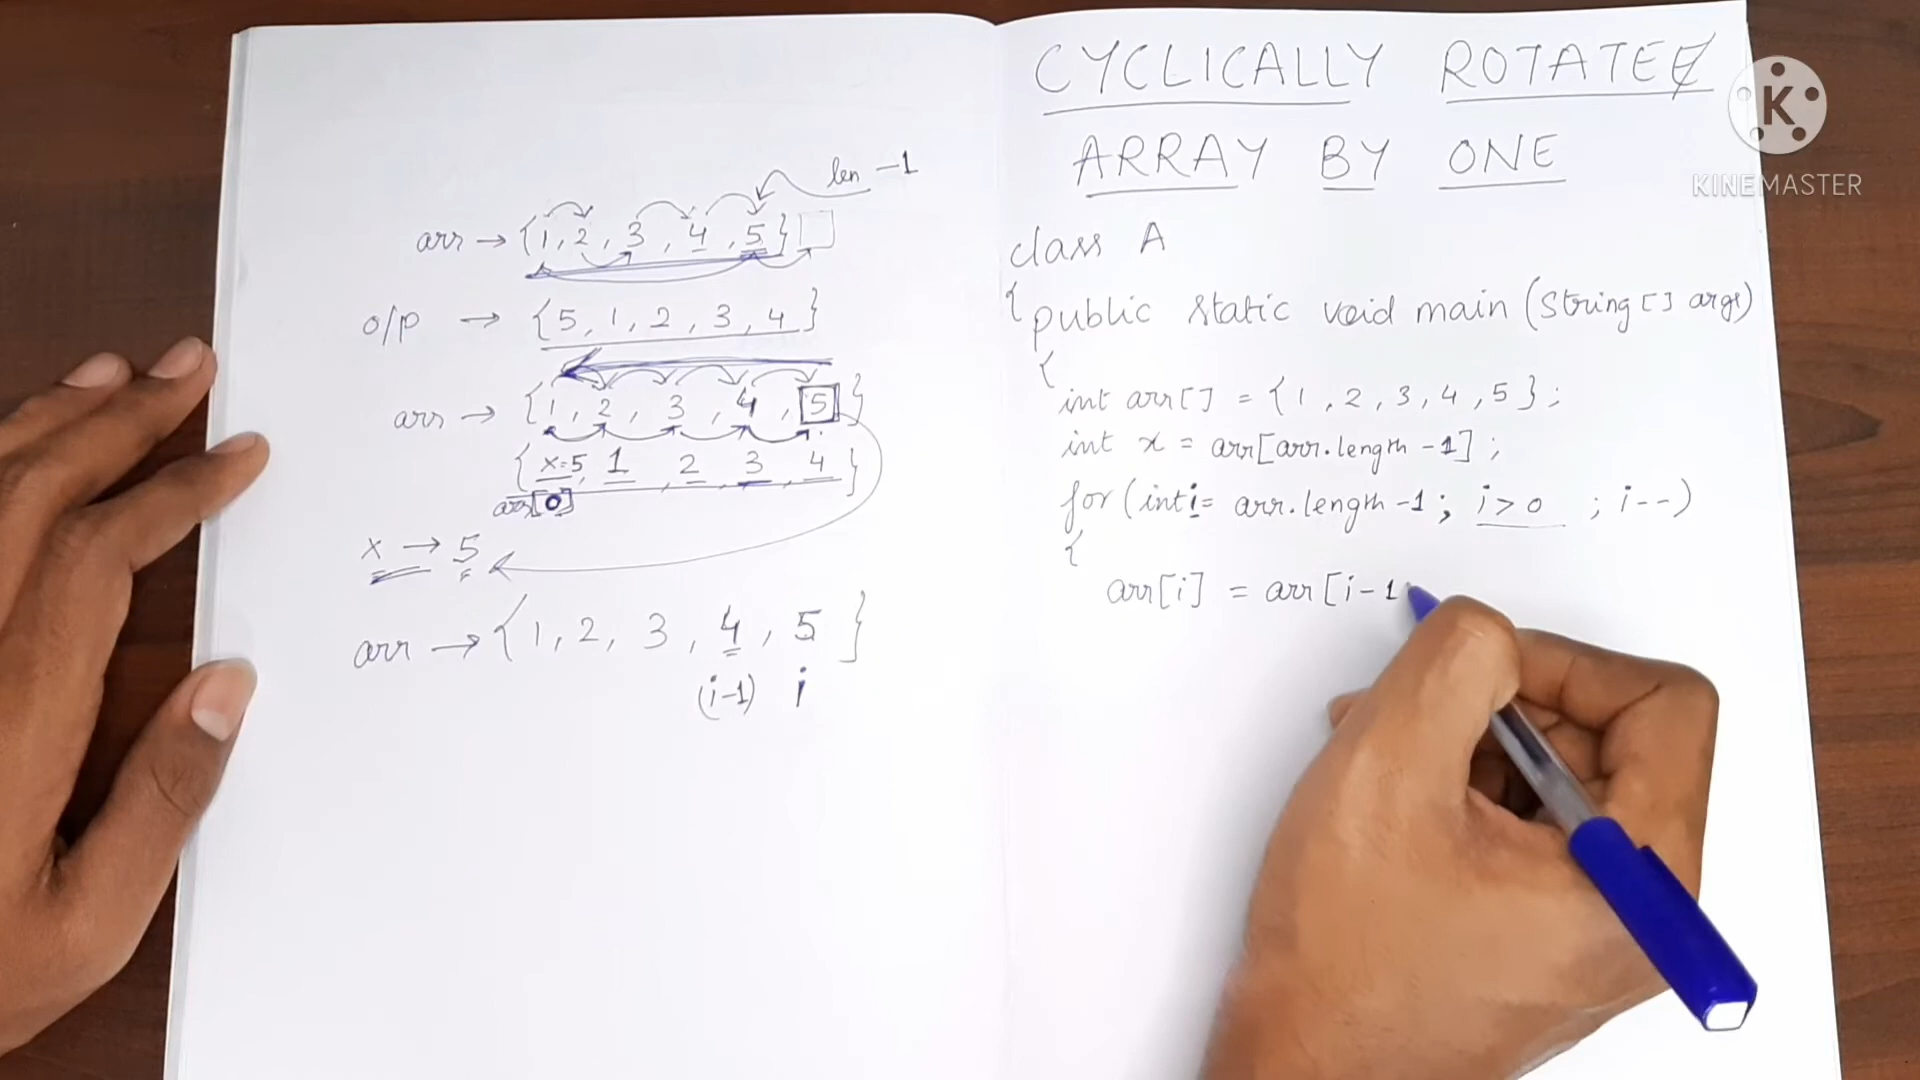 len -1
arr → {1, 2, 3, 4, 5}
o/p → {5, 1, 2, 3, 4}
arr → {1, 2, 3, 4, 5}
{x=5, 1, 2, 3, 4}
arr[0]
x → 5
arr → {1, 2, 3, 4, 5}
(i-1) i
CYCLICALLY ROTATE
ARRAY BY ONE
class A
{ public static void main (String [] args)
{
int arr[] = {1, 2, 3, 4, 5};
int x = arr[arr.length -1];
for (int i= arr.length -1; i>0 ; i--)
{
arr[i] = arr [i-1
K
KINEMASTER